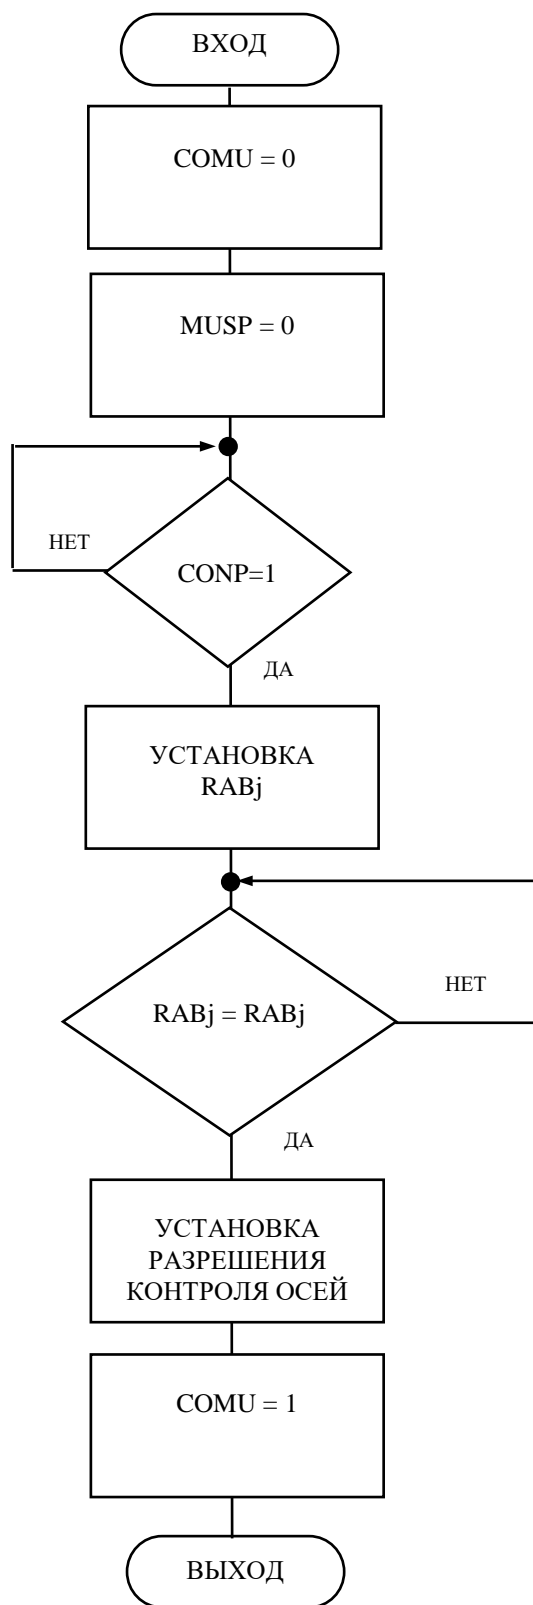 ВХОД
COMU = 0
MUSP = 0
НЕТ
CONP=1
ДА
УСТАНОВКА
RABj
НЕТ
RABj = RABj
ДА
УСТАНОВКА
РАЗРЕШЕНИЯ
КОНТРОЛЯ ОСЕЙ
COMU = 1
ВЫХОД